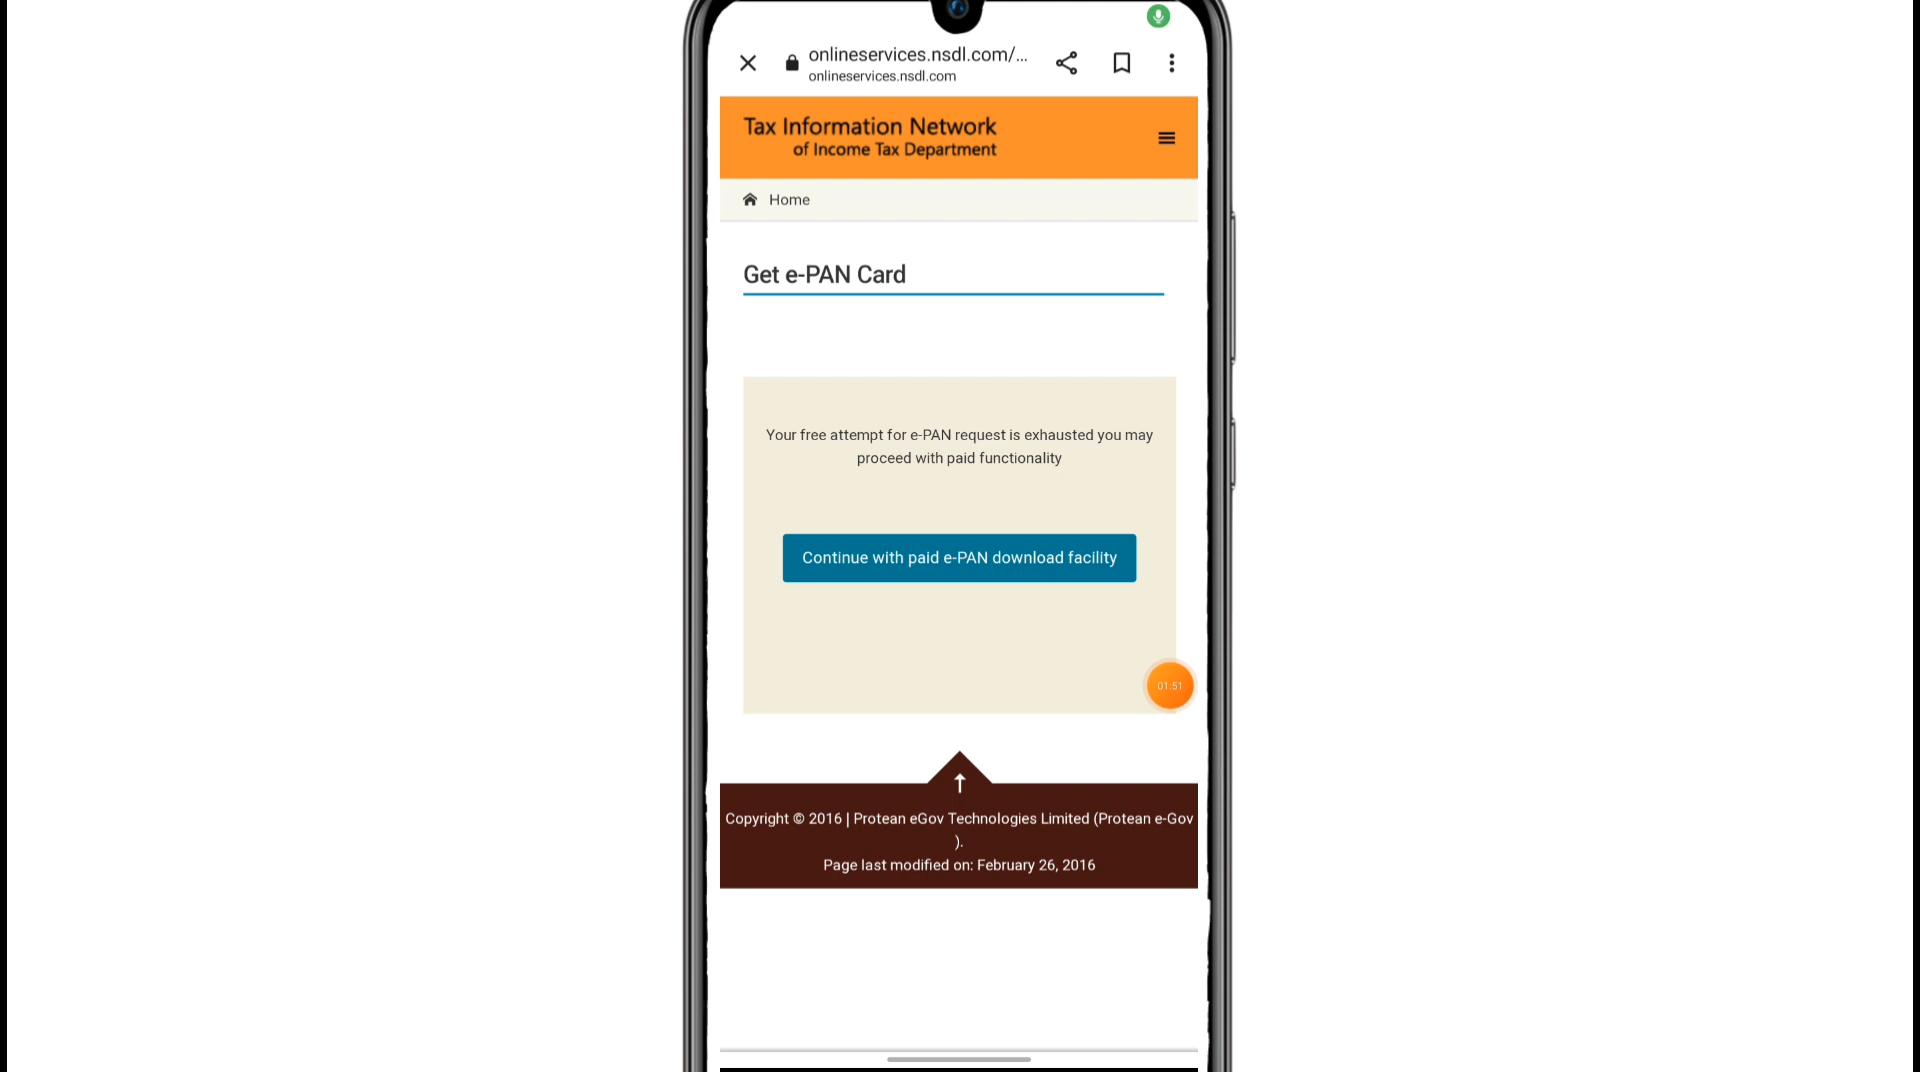 onlineservices.nsdl.com/...
onlineservices.nsdl.com
Tax Information Network
of Income Tax Department
Home
Get e-PAN Card
Your free attempt for e-PAN request is exhausted you may
proceed with paid functionality
Continue with paid e-PAN download facility
01:51
Copyright © 2016 | Protean eGov Technologies Limited (Protean e-Gov
).
Page last modified on: February 26, 2016